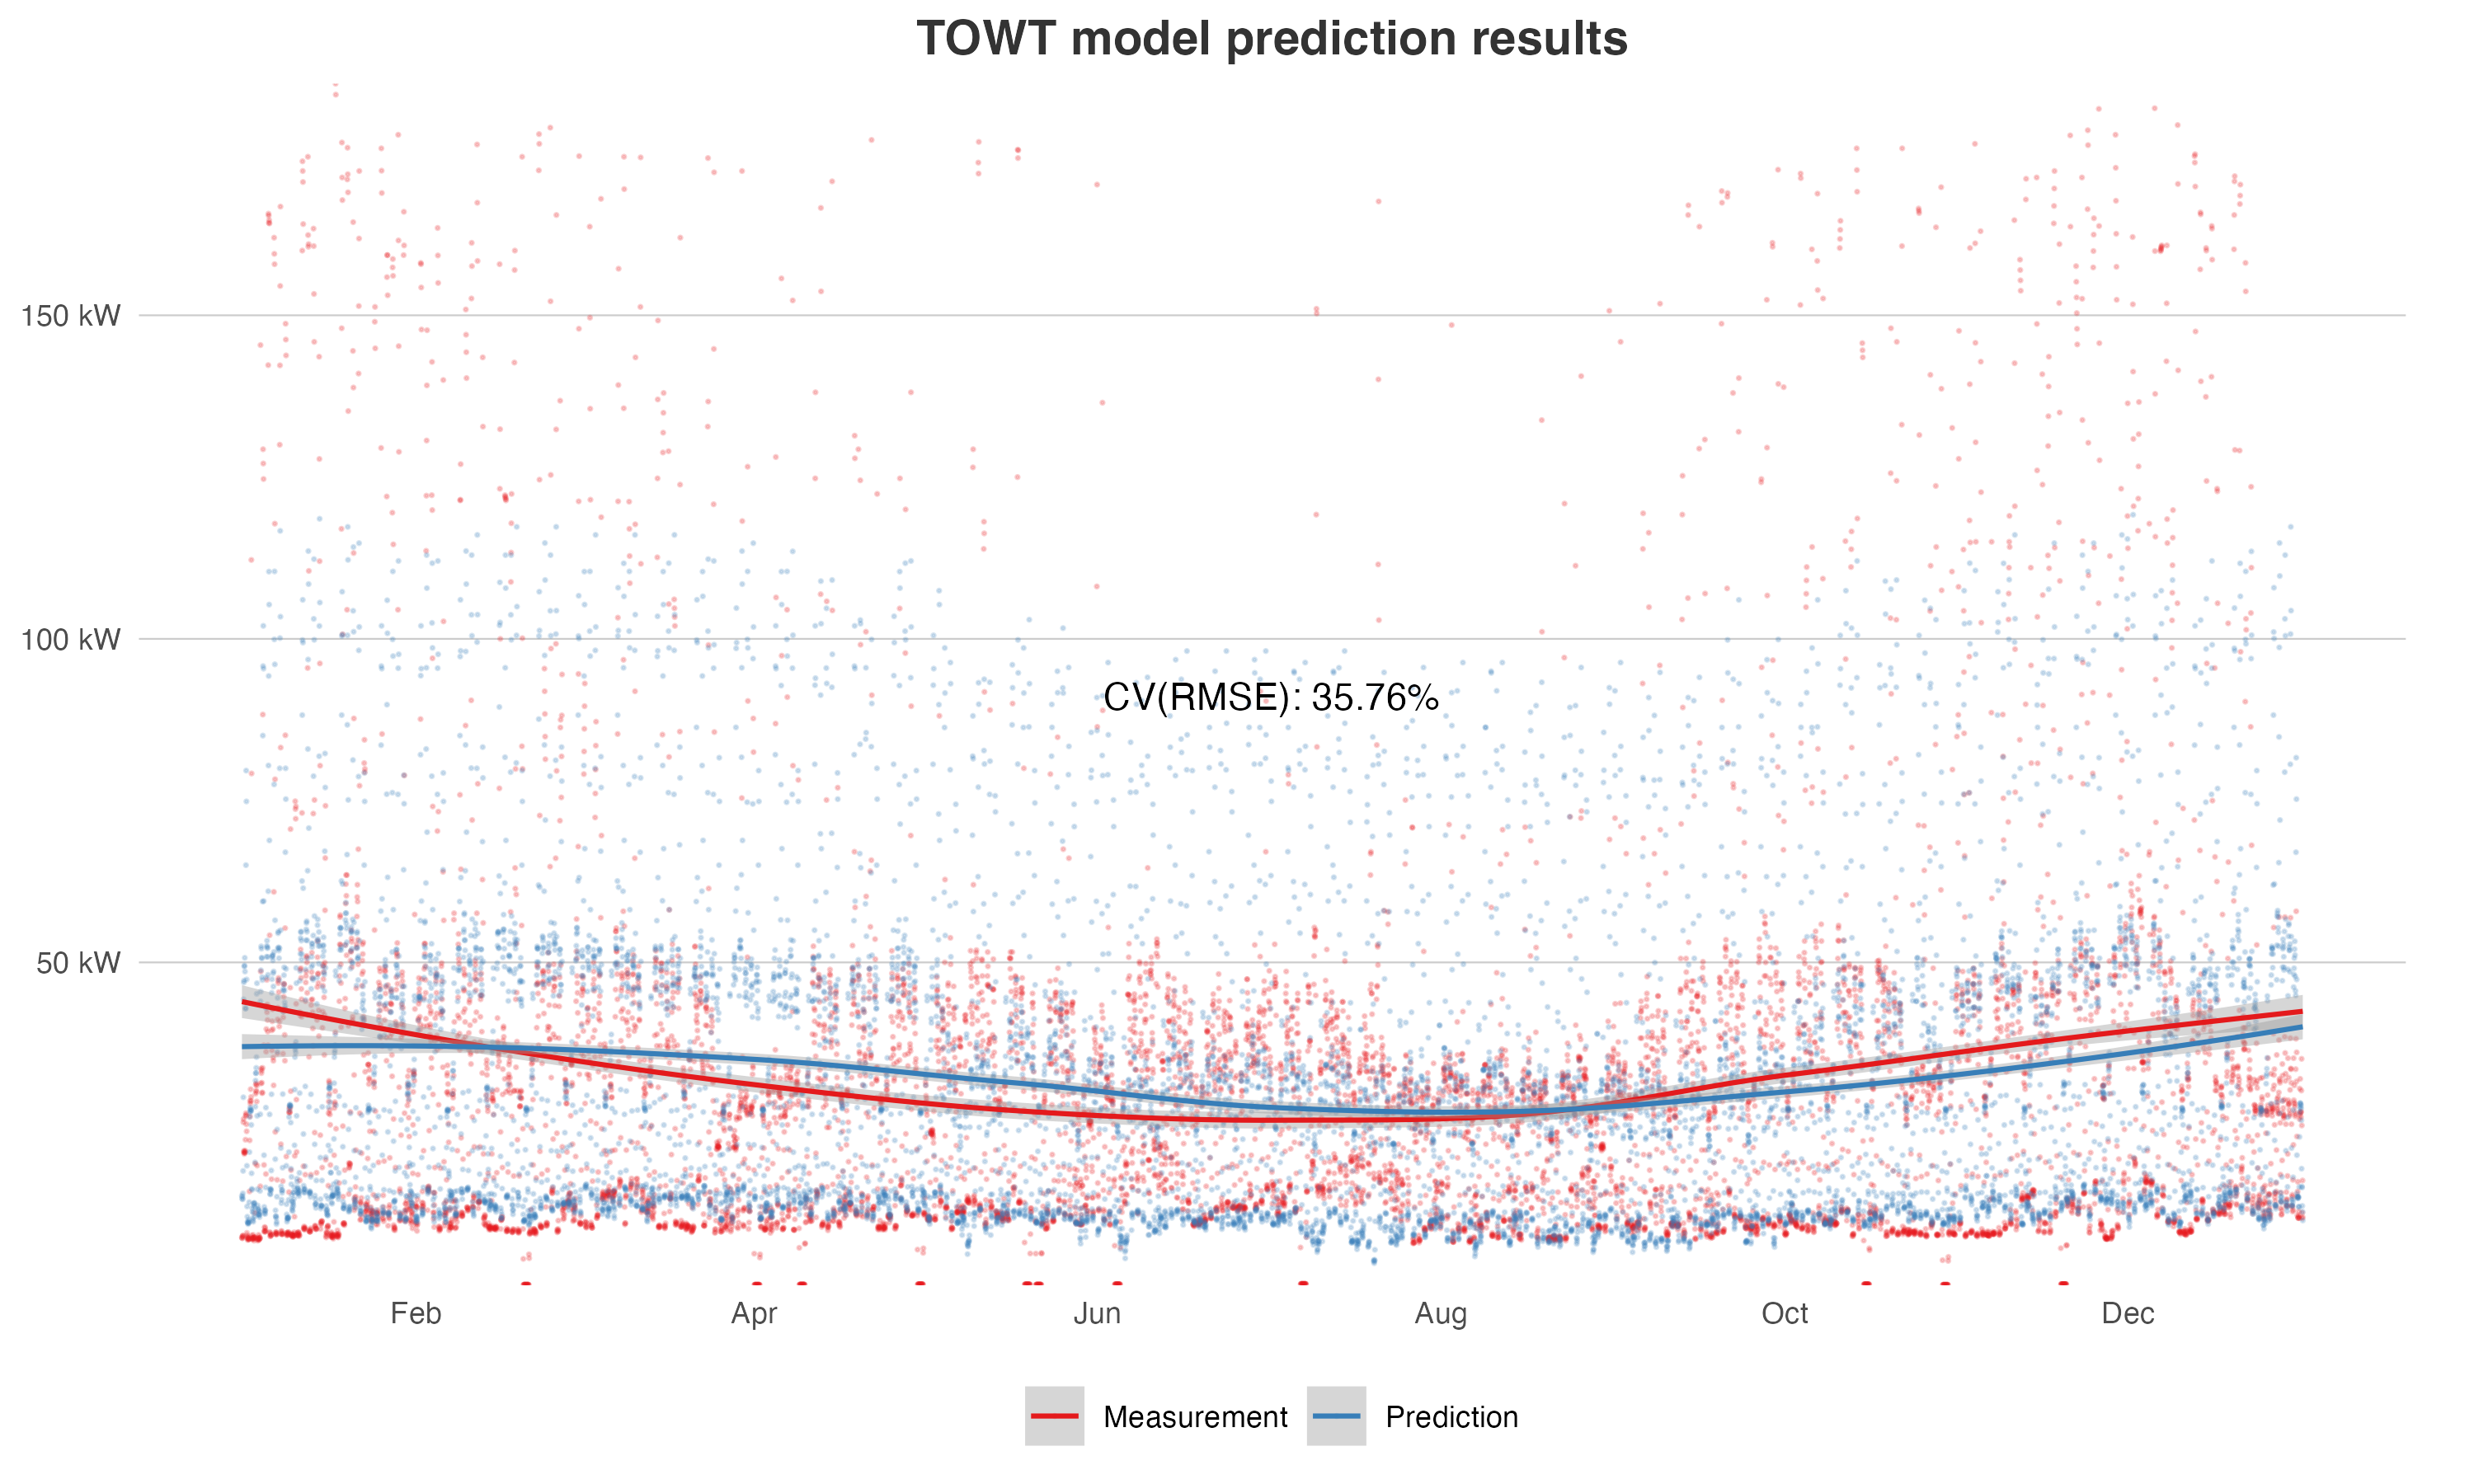 TOWT model prediction results
150 kW
100 kW
CV(RMSE): 35.76%
50 kW
Feb Apr Jun Aug Oct Dec
Measurement Prediction